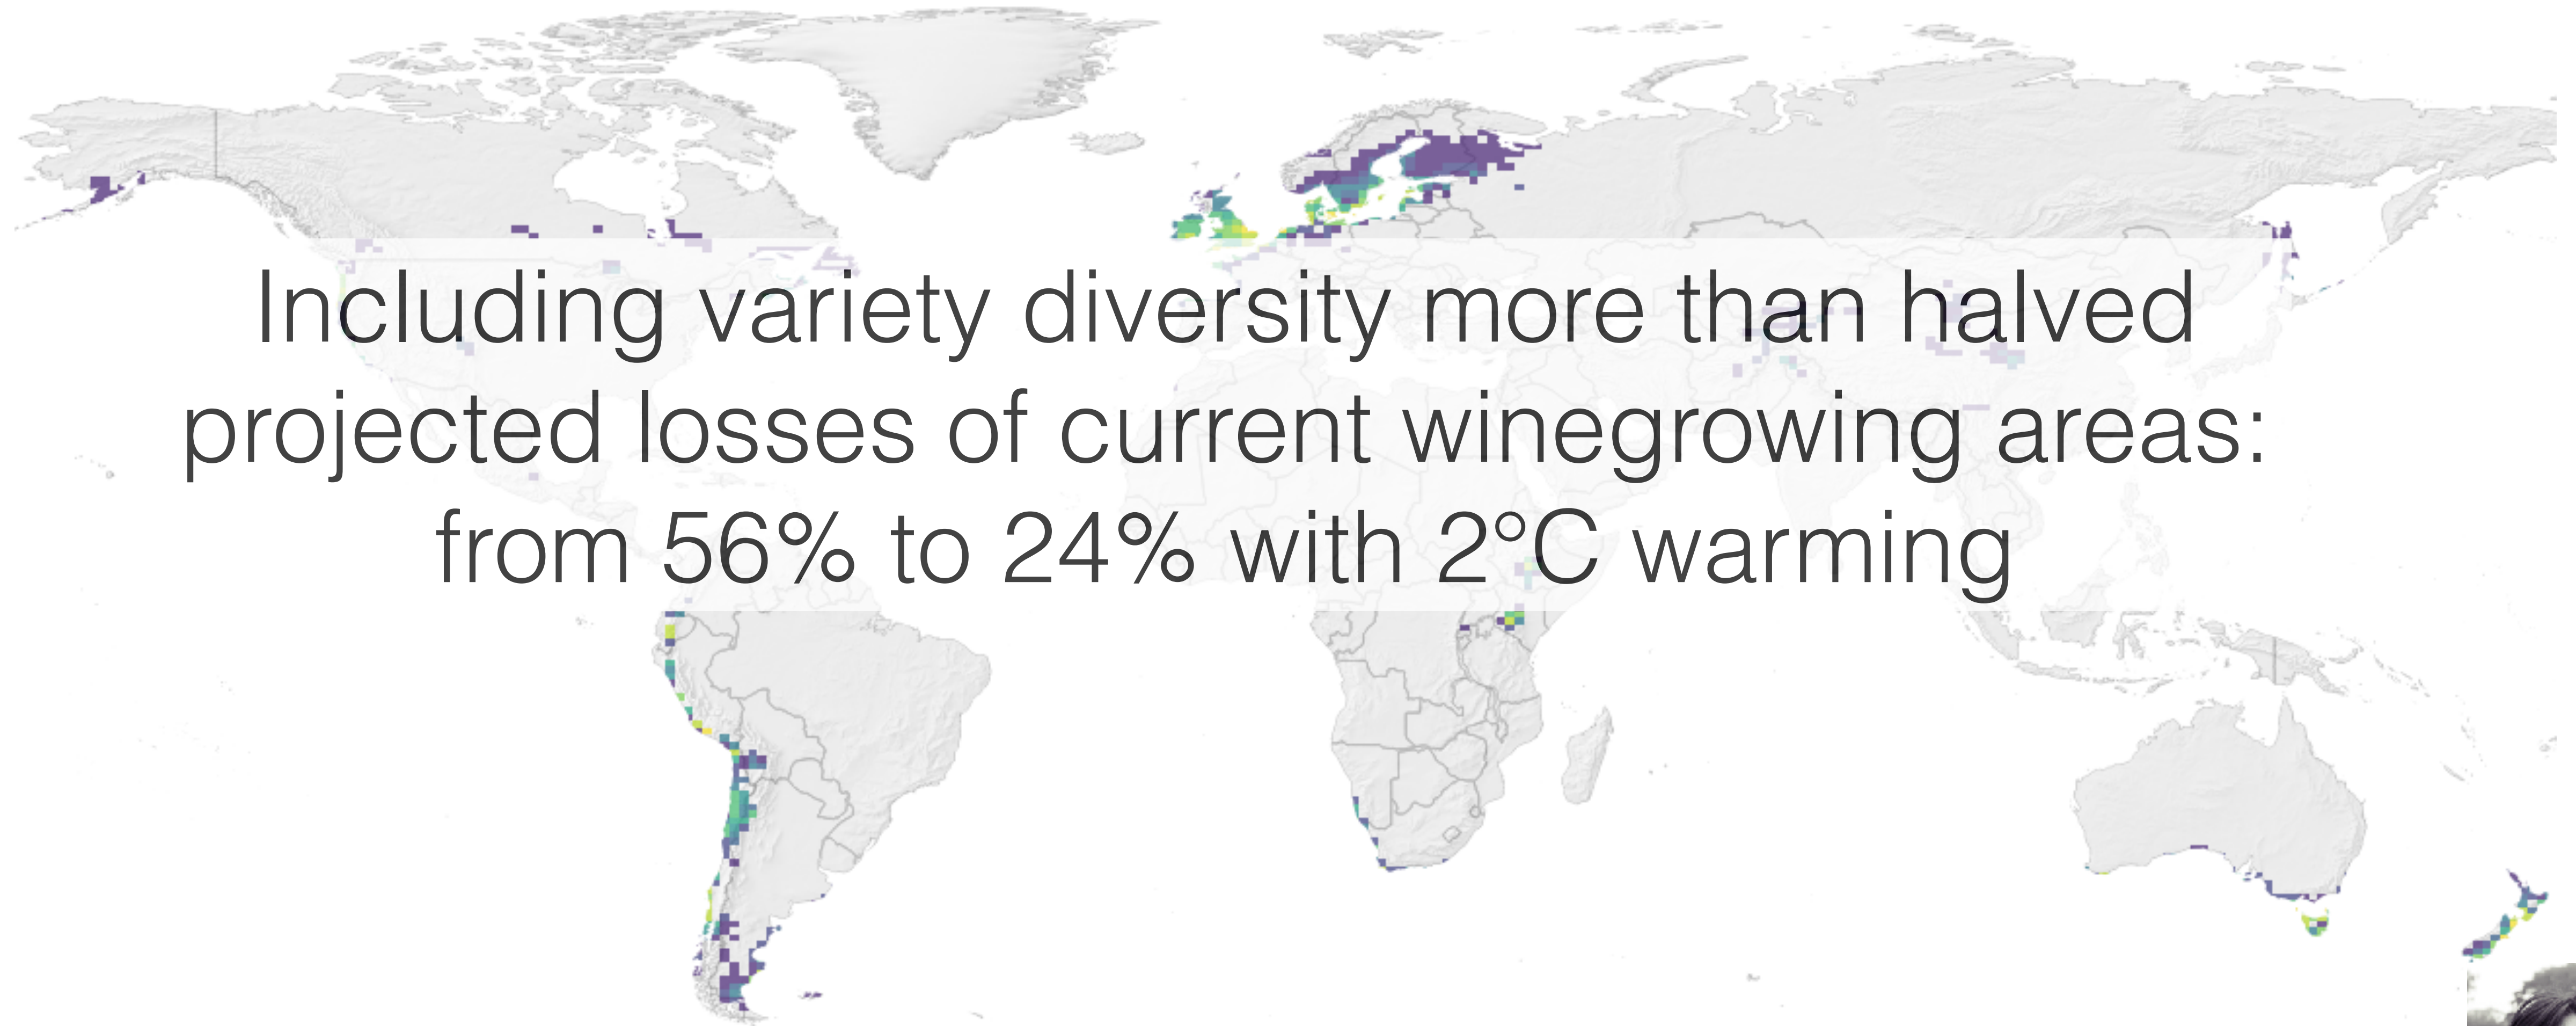 Including variety diversity more than halved
projected losses of current winegrowing areas:
from 56% to 24% with 2°C warming